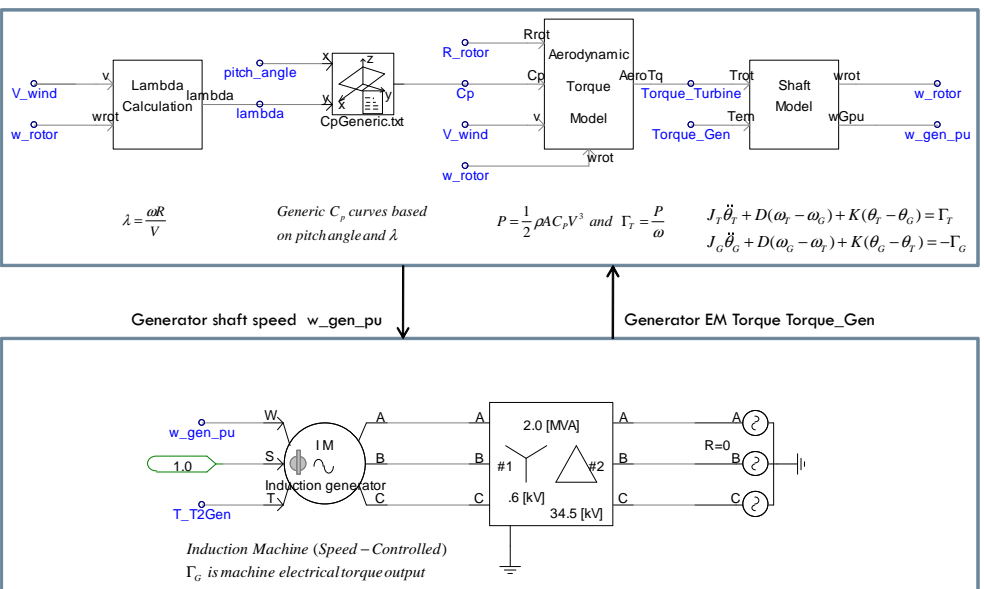 V_wind
w_rotor
v
wrot
Lambda
Calculation
lambda
pitch_angle
lambda
x
y
z
x
y
CpGeneric.txt
R_rotor
Cp
V_wind
w_rotor
Rrot
Cp
v
wrot
Aerodynamic
Torque
Model
AeroTq
Torque_Turbine
Torque_Gen
Trot
Tem
Shaft
Model
wrot
wGpu
w_rotor
w_gen_pu
λ = ωR / V
Generic C_P curves based
on pitch angle and λ
P = 1/2 ρAC_PV³ and Γ_T = P/ω
J_Tθ̈_T + D(ω_T − ω_G) + K(θ_T − θ_G) = Γ_T
J_Gθ̈_G + D(ω_G − ω_T) + K(θ_G − θ_T) = −Γ_G
Generator shaft speed w_gen_pu
Generator EM Torque Torque_Gen
w_gen_pu
1.0
T_T2Gen
W
S
T
I M
Induction generator
A
B
C
A
B
C
2.0 [MVA]
#1
#2
.6 [kV]
34.5 [kV]
A
B
C
R=0
A
B
C
Induction Machine (Speed − Controlled)
Γ_G is machine electrical torque output